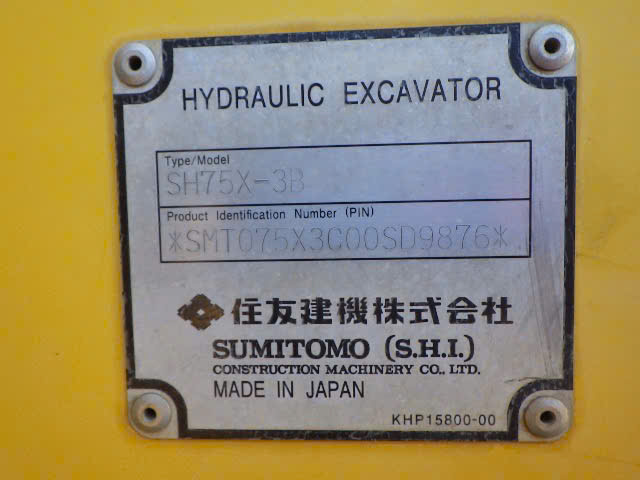 HYDRAULIC EXCAVATOR
Type/Model
SH75X-3B
Product Identification Number (PIN)
*SMT075X3C00SD9876*
住友建機株式会社
SUMITOMO (S.H.I.)
CONSTRUCTION MACHINERY CO., LTD.
MADE IN JAPAN
KHP15800-00